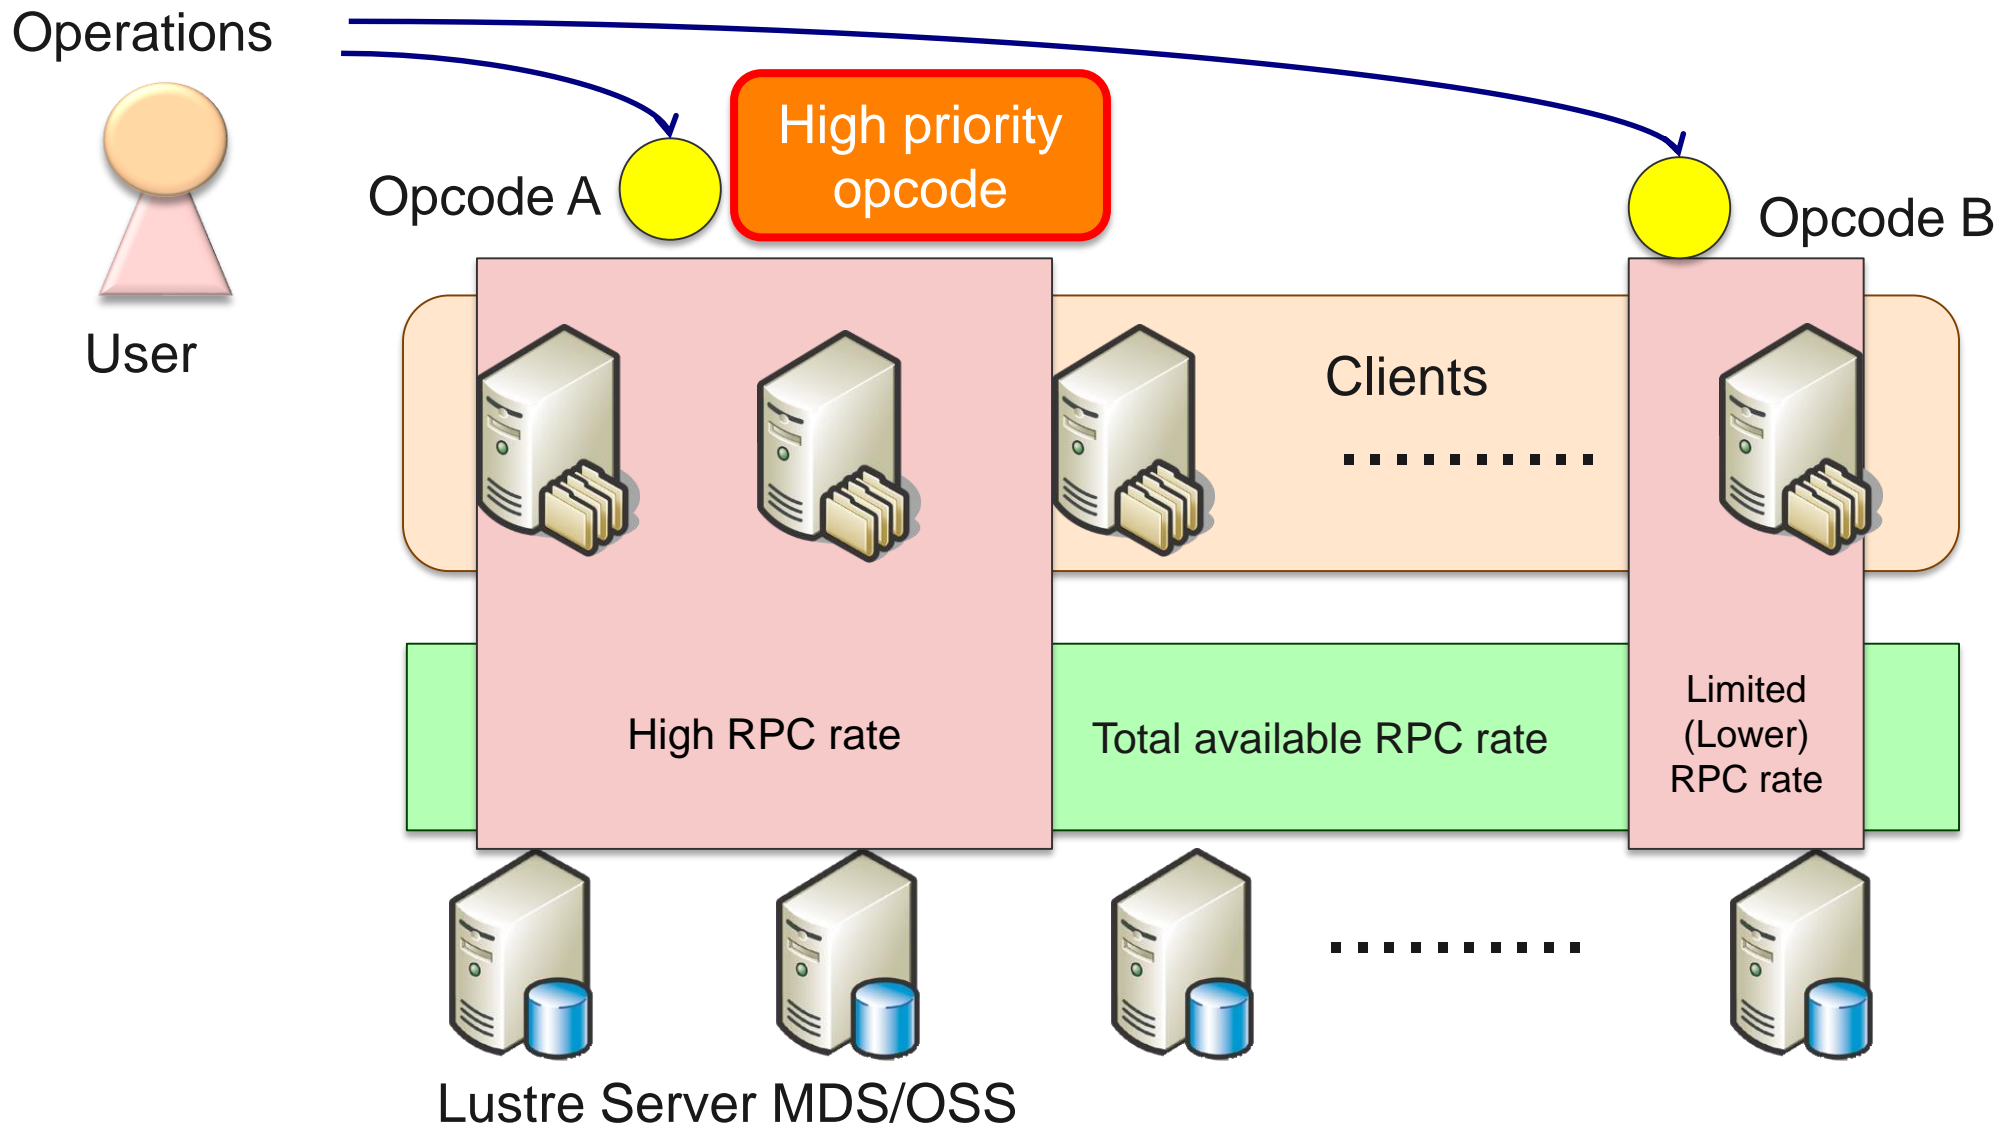 Operations
User
Opcode A
High priority
opcode
Opcode B
Clients
High RPC rate
Total available RPC rate
Limited
(Lower)
RPC rate
Lustre Server MDS/OSS